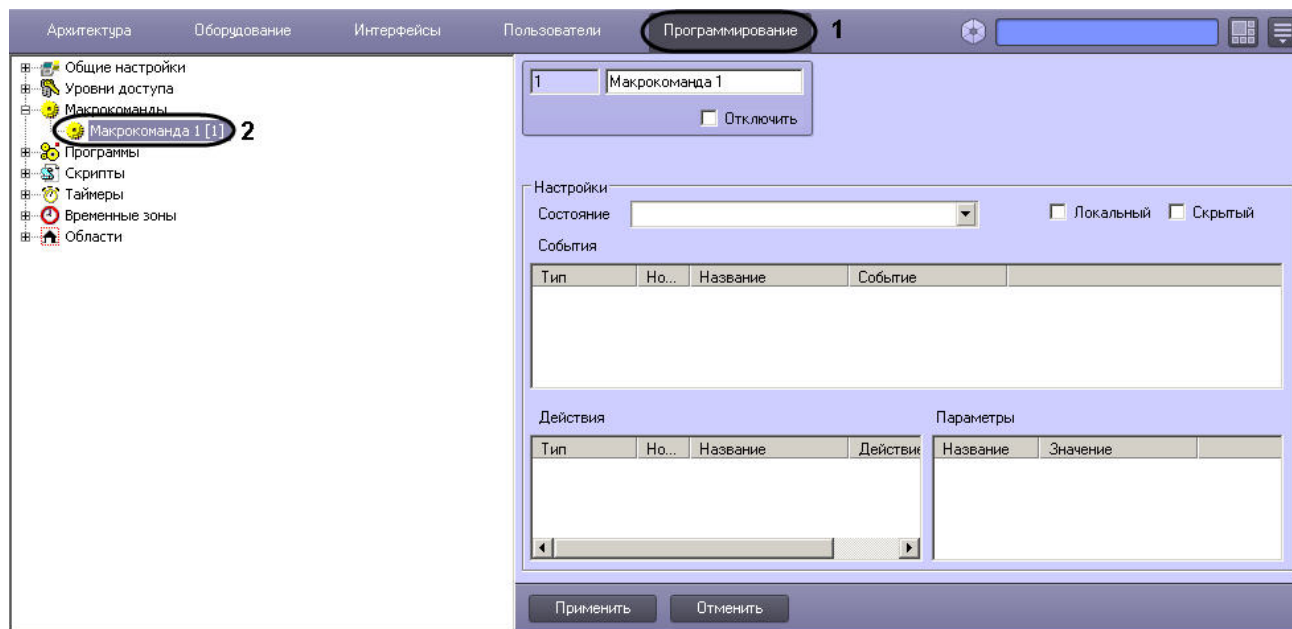 Архитектура Оборудование Интерфейсы Пользователи Программирование 1
Общие настройки
Уровни доступа
Макрокоманды
Макрокоманда 1 [1] 2
Программы
Скрипты
Таймеры
Временные зоны
Области
1 Макрокоманда 1
Отключить
Настройки
Состояние Локальный Скрытый
События
Тип Но... Название Событие
Действия Параметры
Тип Но... Название Действие Название Значение
Применить Отменить